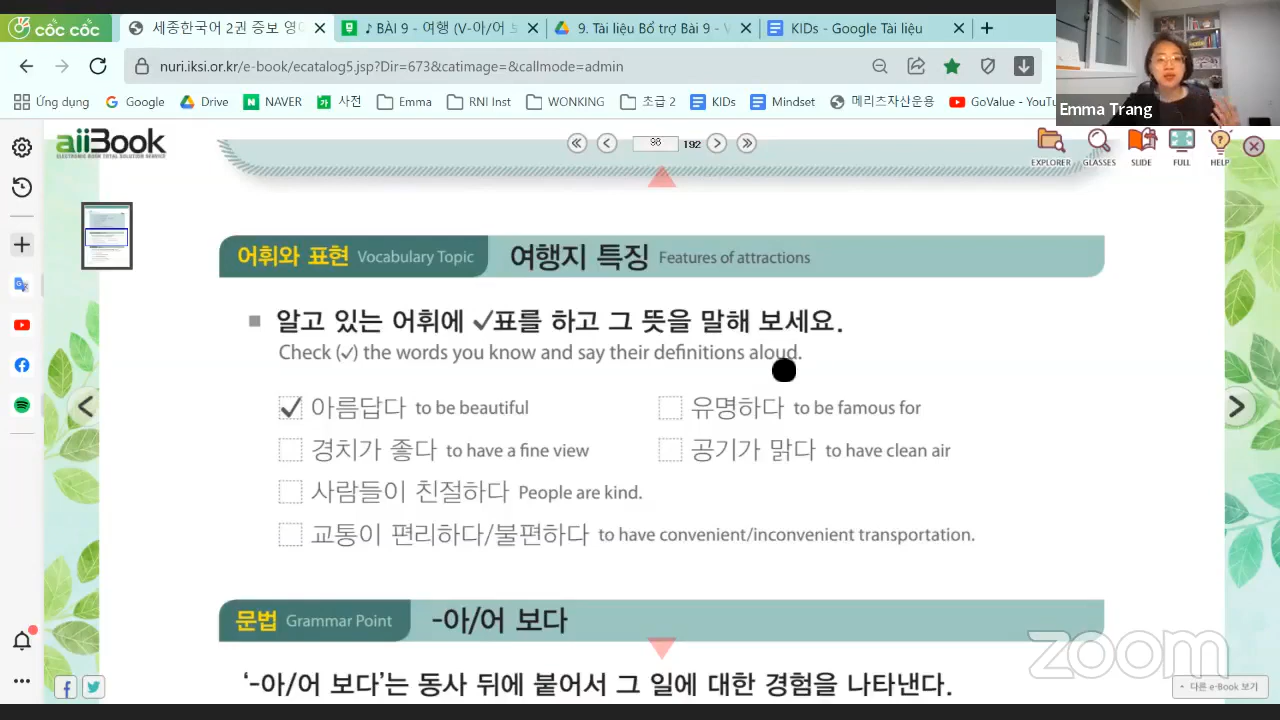 cốc cốc
세종한국어 2권 증보 영어
♪ BÀI 9 - 여행 (V-아/어 보
9. Tài liệu Bổ trợ Bài 9 - V
KIDs - Google Tài liệu
nuri.iksi.or.kr/e-book/ecatalog5.jsp?Dir=673&catimage=&callmode=admin
Emma Trang
Ứng dụng
Google
Drive
NAVER
사전
Emma
RNI Inst
WONKING
초급 2
KIDs
Mindset
메리츠자산운용
GoValue - YouTu
aiiBook
ELECTRONIC BOOK TOTAL SOLUTION SERVICE
98
192
EXPLORER
GLASSES
SLIDE
FULL
HELP
어휘와 표현 Vocabulary Topic 여행지 특징 Features of attractions
알고 있는 어휘에 ✓표를 하고 그 뜻을 말해 보세요.
Check (✓) the words you know and say their definitions aloud.
아름답다 to be beautiful
유명하다 to be famous for
경치가 좋다 to have a fine view
공기가 맑다 to have clean air
사람들이 친절하다 People are kind.
교통이 편리하다/불편하다 to have convenient/inconvenient transportation.
문법 Grammar Point -아/어 보다
'-아/어 보다'는 동사 뒤에 붙어서 그 일에 대한 경험을 나타낸다.
zoom
다른 e-Book 보기